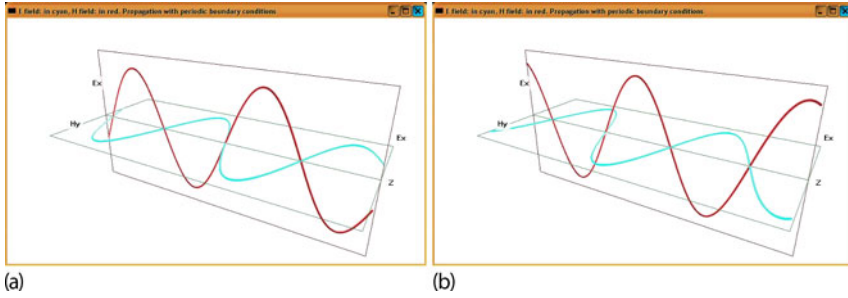 E field: in cyan, H field: in red. Propagation with periodic boundary conditions
Ex
Hy
Ex
Z
(a)
E field: in cyan, H field: in red. Propagation with periodic boundary conditions
Ex
Hy
Ex
Z
(b)